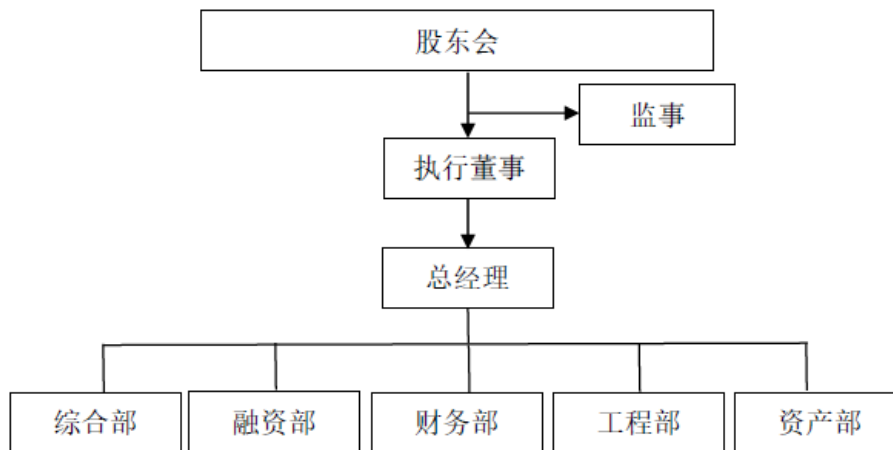 股东会
监事
执行董事
总经理
综合部
融资部
财务部
工程部
资产部